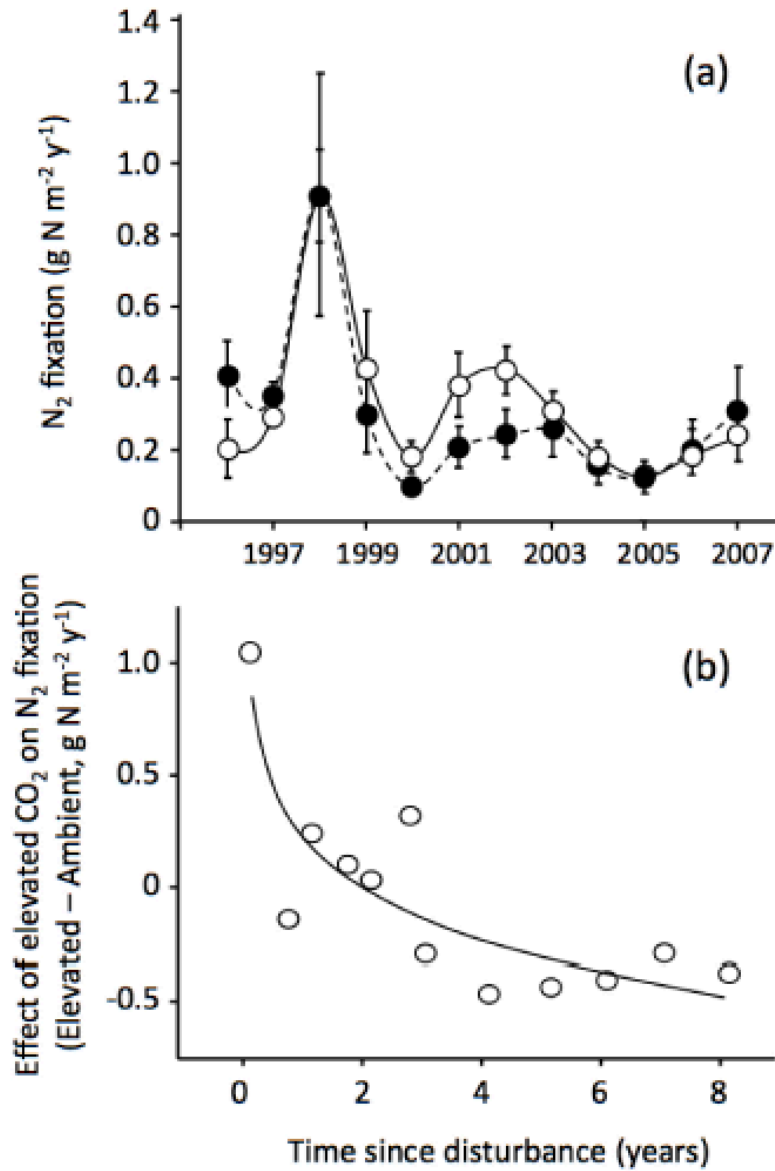 1.4
(a)
1.2
1.0
0.8
0.6
0.4
0.2
0
N₂ fixation (g N m⁻² y⁻¹)
1997 1999 2001 2003 2005 2007
(b)
1.0
0.5
0
-0.5
Effect of elevated CO₂ on N₂ fixation
(Elevated – Ambient, g N m⁻² y⁻¹)
0 2 4 6 8
Time since disturbance (years)